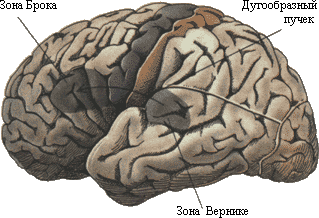 Зона Брока
Дугообразный
пучек
Зона Вернике